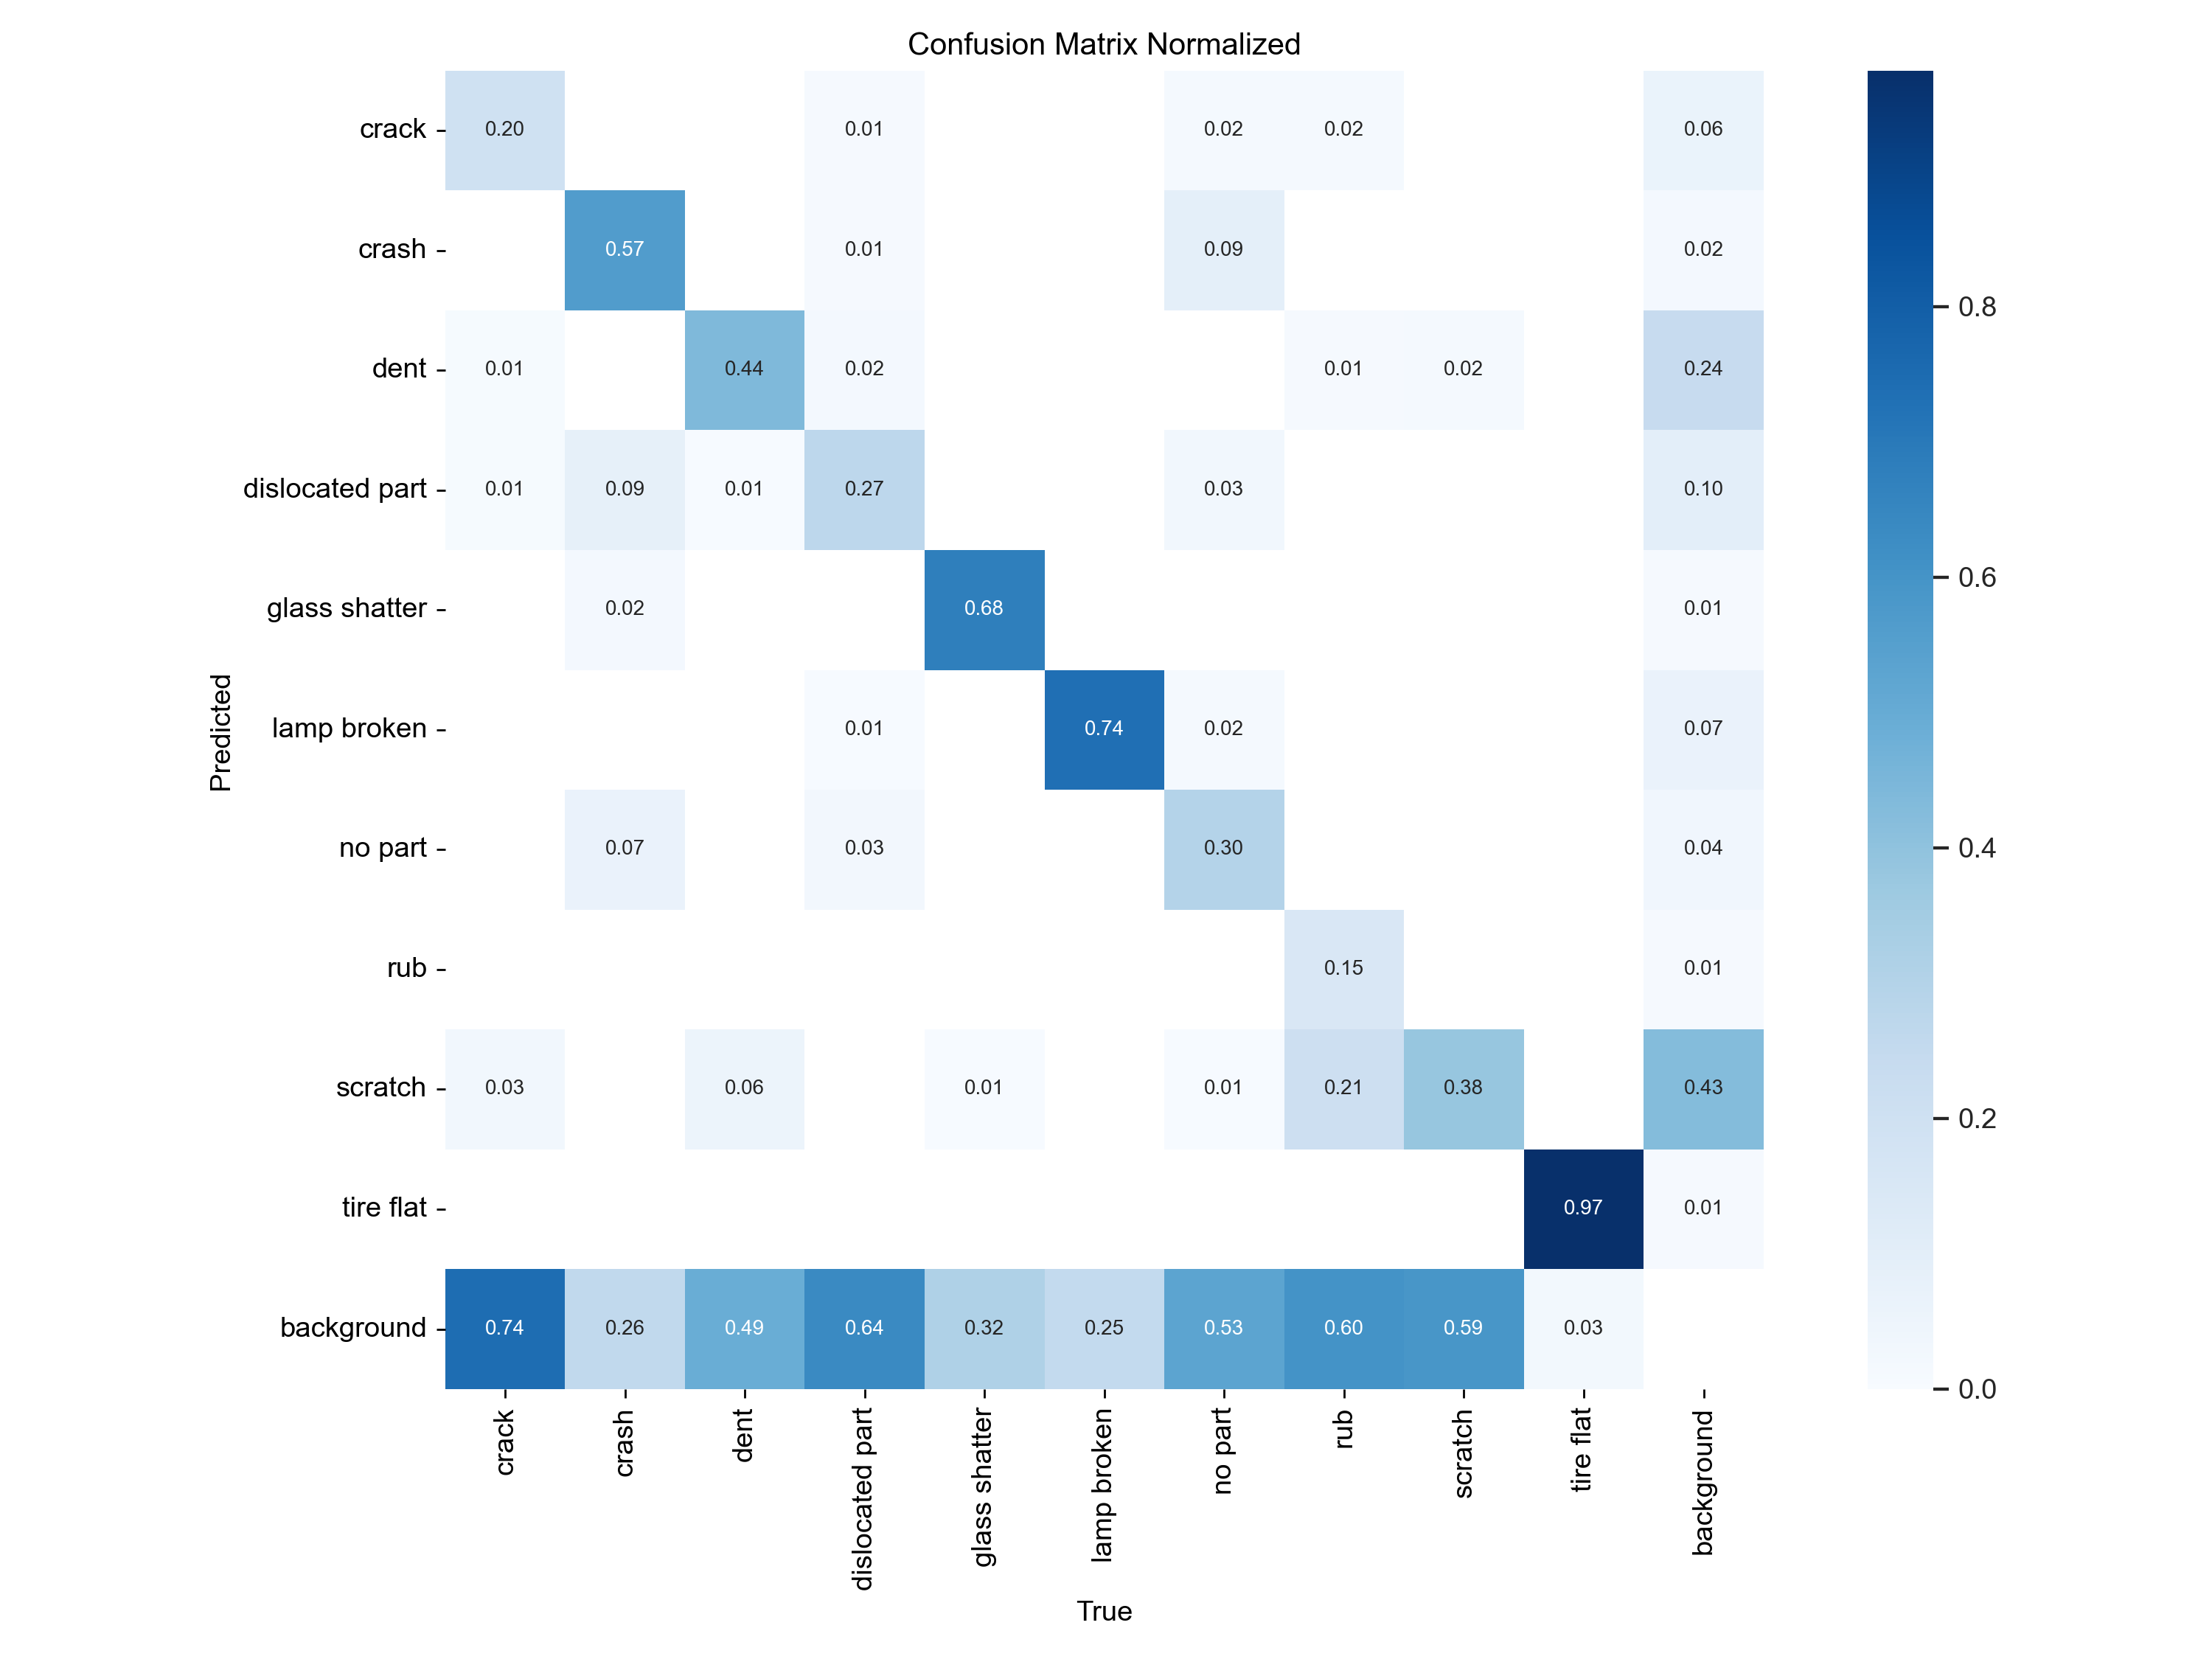 Confusion Matrix Normalized
crack 0.20 0.01 0.02 0.02 0.06
crash 0.57 0.01 0.09 0.02
dent 0.01 0.44 0.02 0.01 0.02 0.24
dislocated part 0.01 0.09 0.01 0.27 0.03 0.10
glass shatter 0.02 0.68 0.01
lamp broken 0.01 0.74 0.02 0.07
no part 0.07 0.03 0.30 0.04
rub 0.15 0.01
scratch 0.03 0.06 0.01 0.01 0.21 0.38 0.43
tire flat 0.97 0.01
background 0.74 0.26 0.49 0.64 0.32 0.25 0.53 0.60 0.59 0.03
Predicted
crack
crash
dent
dislocated part
glass shatter
lamp broken
no part
rub
scratch
tire flat
background
True
0.8
0.6
0.4
0.2
0.0